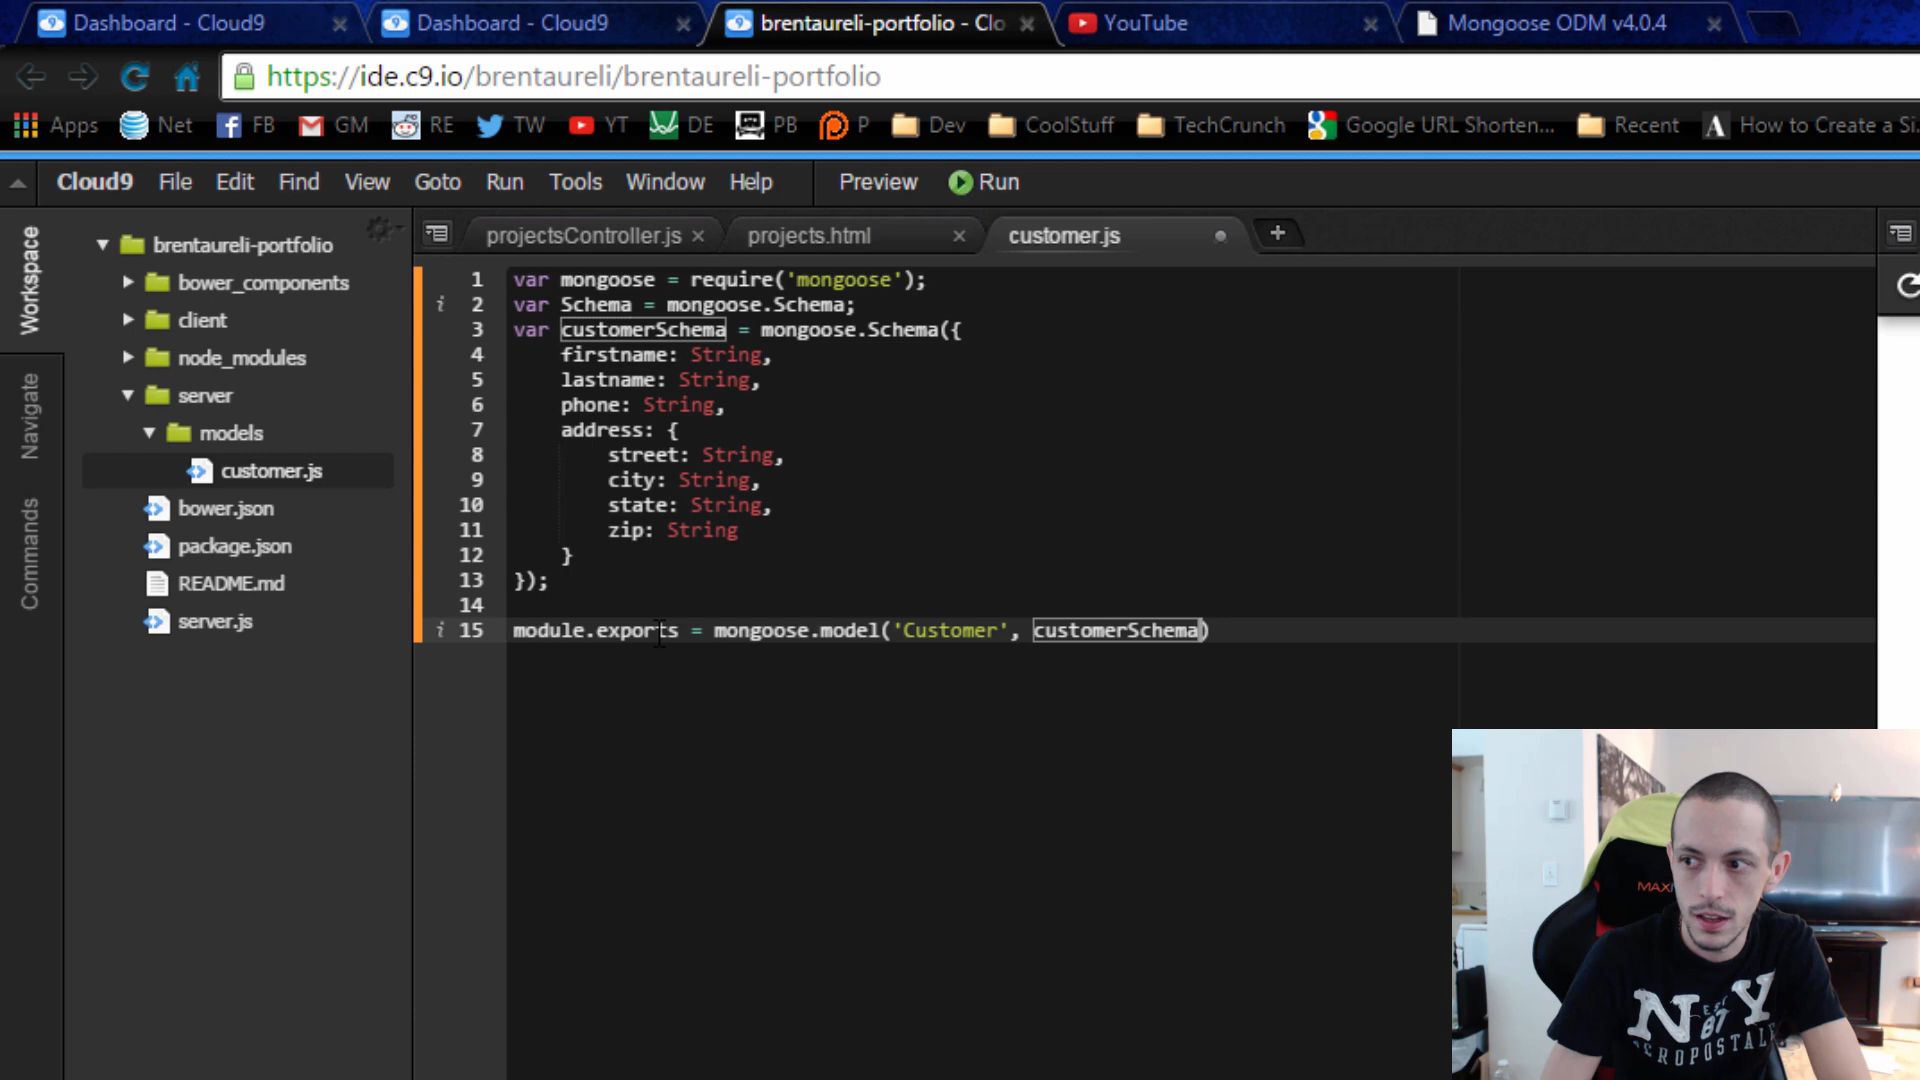 Dashboard - Cloud9
Dashboard - Cloud9
brentaureli-portfolio - Clo
YouTube
Mongoose ODM v4.0.4
https://ide.c9.io/brentaureli/brentaureli-portfolio
Apps Net FB GM RE TW YT DE PB P Dev CoolStuff TechCrunch Google URL Shorten... Recent How to Create a Si
Cloud9 File Edit Find View Goto Run Tools Window Help Preview Run
projectsController.js projects.html customer.js
Workspace
Navigate
Commands
brentaureli-portfolio
bower_components
client
node_modules
server
models
customer.js
bower.json
package.json
README.md
server.js
1 var mongoose = require('mongoose');
2 var Schema = mongoose.Schema;
3 var customerSchema = mongoose.Schema({
4 firstname: String,
5 lastname: String,
6 phone: String,
7 address: {
8 street: String,
9 city: String,
10 state: String,
11 zip: String
12 }
13 });
14
15 module.exports = mongoose.model('Customer', customerSchema)
MAX
N Y
EST
87
EROPOSTALE